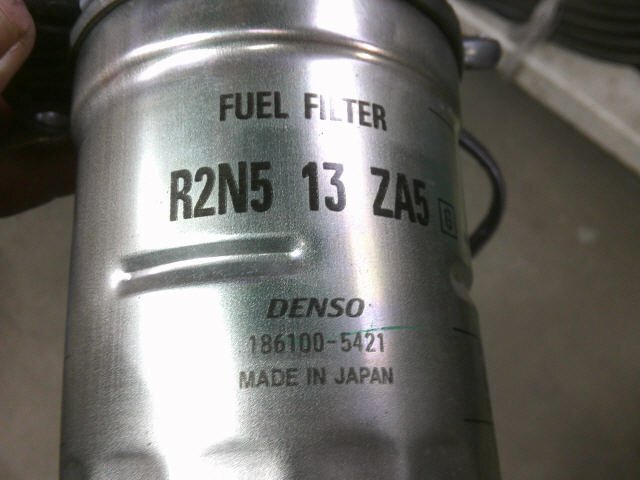 FUEL FILTER
R2N5 13 ZA5
DENSO
186100-5421
MADE IN JAPAN